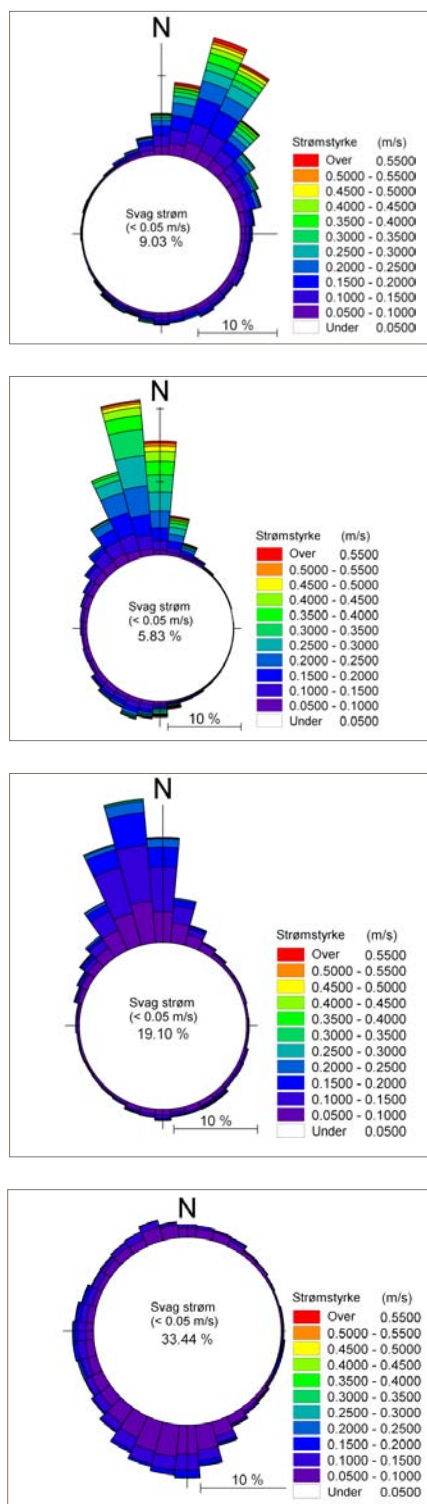 N
Svag strøm
(< 0.05 m/s)
9.03 %
10 %
Strømstyrke (m/s)
Over 0.5500
0.5000 - 0.5500
0.4500 - 0.5000
0.4000 - 0.4500
0.3500 - 0.4000
0.3000 - 0.3500
0.2500 - 0.3000
0.2000 - 0.2500
0.1500 - 0.2000
0.1000 - 0.1500
0.0500 - 0.1000
Under 0.0500
N
Svag strøm
(< 0.05 m/s)
5.83 %
10 %
Strømstyrke (m/s)
Over 0.5500
0.5000 - 0.5500
0.4500 - 0.5000
0.4000 - 0.4500
0.3500 - 0.4000
0.3000 - 0.3500
0.2500 - 0.3000
0.2000 - 0.2500
0.1500 - 0.2000
0.1000 - 0.1500
0.0500 - 0.1000
Under 0.0500
N
Svag strøm
(< 0.05 m/s)
19.10 %
10 %
Strømstyrke (m/s)
Over 0.5500
0.5000 - 0.5500
0.4500 - 0.5000
0.4000 - 0.4500
0.3500 - 0.4000
0.3000 - 0.3500
0.2500 - 0.3000
0.2000 - 0.2500
0.1500 - 0.2000
0.1000 - 0.1500
0.0500 - 0.1000
Under 0.0500
N
Svag strøm
(< 0.05 m/s)
33.44 %
10 %
Strømstyrke (m/s)
Over 0.5500
0.5000 - 0.5500
0.4500 - 0.5000
0.4000 - 0.4500
0.3500 - 0.4000
0.3000 - 0.3500
0.2500 - 0.3000
0.2000 - 0.2500
0.1500 - 0.2000
0.1000 - 0.1500
0.0500 - 0.1000
Under 0.0500